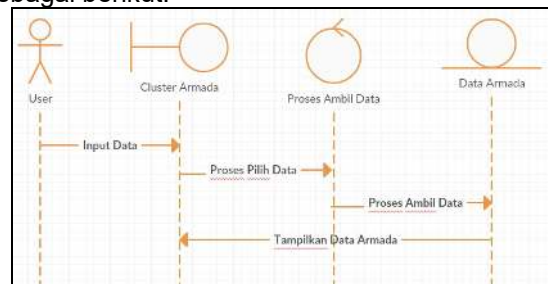 sebagai berikut:
User
Cluster Armada
Proses Ambil Data
Data Armada
Input Data
Proses Pilih Data
Proses Ambil Data
Tampilkan Data Armada